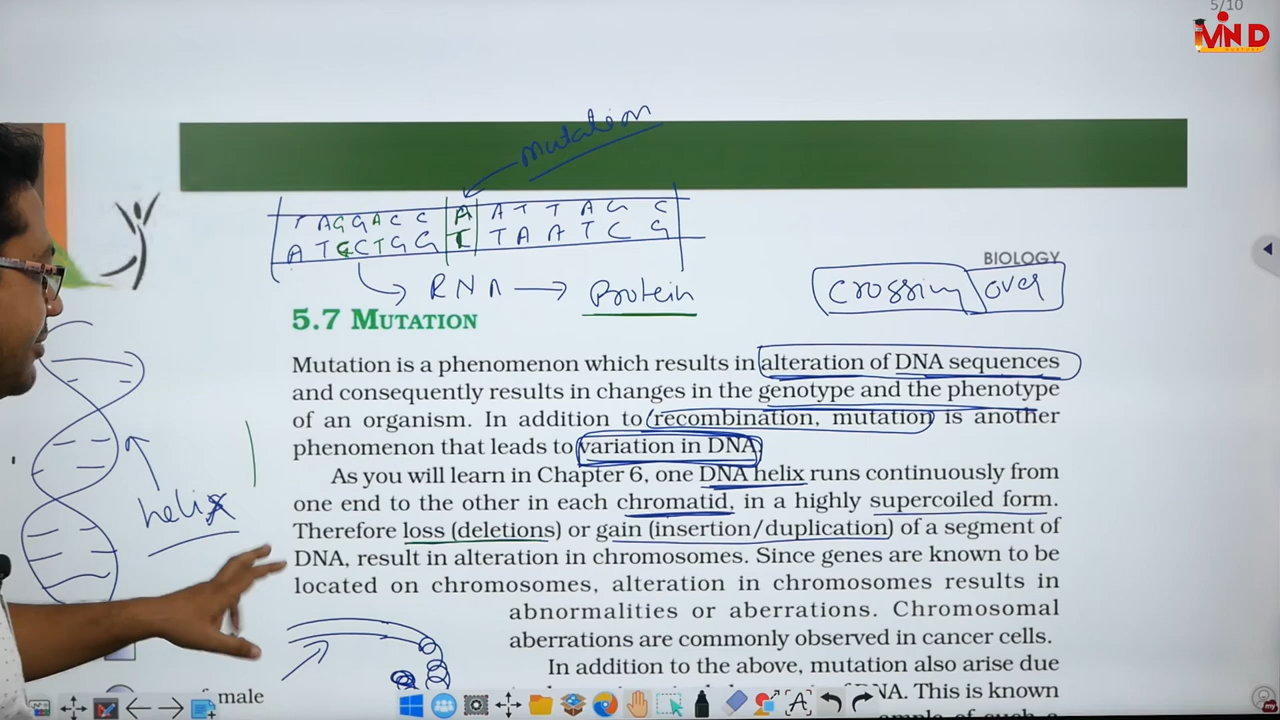 5/10
MIND
Mutation
T A G G A C C A A T T A G C
A T C C T G G T T A A T C G
RNA → Protein
BIOLOGY
Crossing over
5.7 MUTATION
Mutation is a phenomenon which results in alteration of DNA sequences
and consequently results in changes in the genotype and the phenotype
of an organism. In addition to recombination, mutation is another
phenomenon that leads to variation in DNA.
As you will learn in Chapter 6, one DNA helix runs continuously from
one end to the other in each chromatid, in a highly supercoiled form.
Therefore loss (deletions) or gain (insertion/duplication) of a segment of
DNA, result in alteration in chromosomes. Since genes are known to be
located on chromosomes, alteration in chromosomes results in
abnormalities or aberrations. Chromosomal
aberrations are commonly observed in cancer cells.
In addition to the above, mutation also arise due
DNA. This is known
helix
male